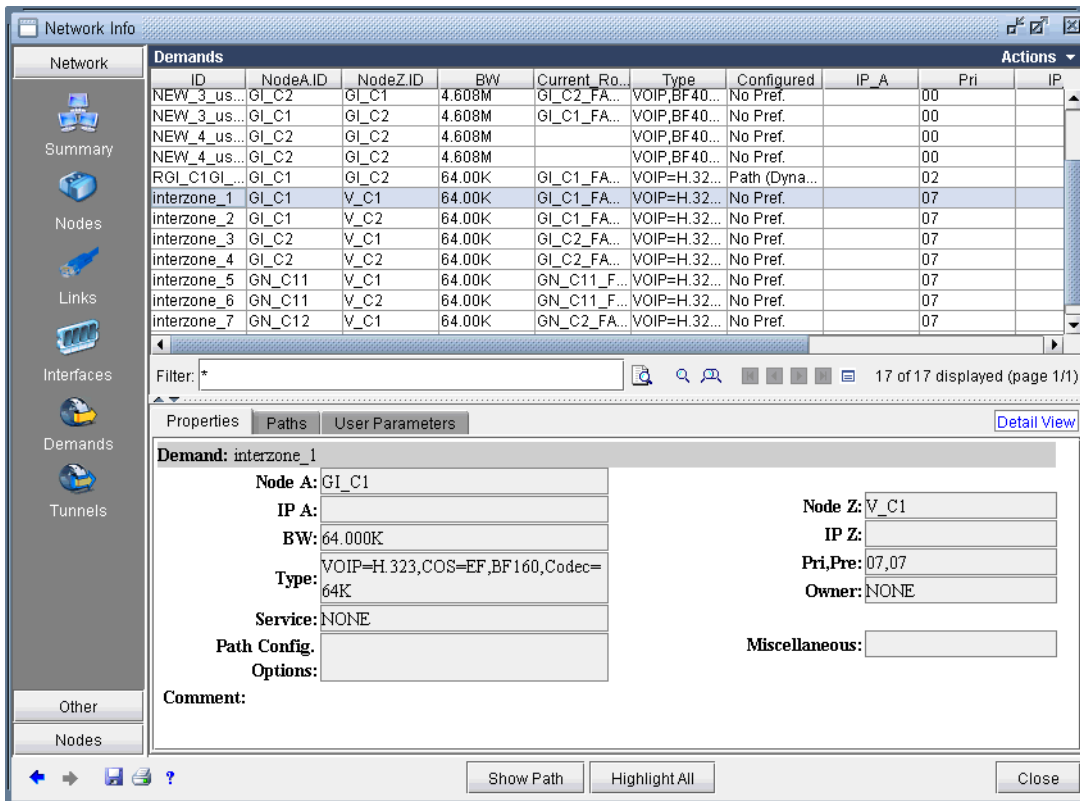 Network Info
Network
Summary
Nodes
Links
Interfaces
Demands
Tunnels
Other
Nodes
Demands Actions
ID NodeA.ID NodeZ.ID BW Current_Ro... Type Configured IP_A Pri IP_
NEW_3_us... GI_C2 GI_C1 4.608M GI_C2_FA... VOIP,BF40... No Pref. 00
NEW_3_us... GI_C1 GI_C2 4.608M GI_C1_FA... VOIP,BF40... No Pref. 00
NEW_4_us... GI_C2 GI_C2 4.608M VOIP,BF40... No Pref. 00
NEW_4_us... GI_C2 GI_C2 4.608M VOIP,BF40... No Pref. 00
RGI_C1GI_... GI_C1 GI_C2 64.00K GI_C1_FA... VOIP=H.32... Path (Dyna... 02
interzone_1 GI_C1 V_C1 64.00K GI_C1_FA... VOIP=H.32... No Pref. 07
interzone_2 GI_C1 V_C2 64.00K GI_C1_FA... VOIP=H.32... No Pref. 07
interzone_3 GI_C2 V_C1 64.00K GI_C2_FA... VOIP=H.32... No Pref. 07
interzone_4 GI_C2 V_C2 64.00K GI_C2_FA... VOIP=H.32... No Pref. 07
interzone_5 GN_C11 V_C1 64.00K GN_C11_F... VOIP=H.32... No Pref. 07
interzone_6 GN_C11 V_C2 64.00K GN_C11_F... VOIP=H.32... No Pref. 07
interzone_7 GN_C12 V_C1 64.00K GN_C2_FA... VOIP=H.32... No Pref. 07
Filter: * 17 of 17 displayed (page 1/1)
Properties Paths User Parameters Detail View
Demand: interzone_1
Node A: GI_C1
IP A:
BW: 64.000K
Type: VOIP=H.323,COS=EF,BF160,Codec=
64K
Service: NONE
Path Config.
Options:
Comment:
Node Z: V_C1
IP Z:
Pri,Pre: 07,07
Owner: NONE
Miscellaneous:
Show Path Highlight All Close